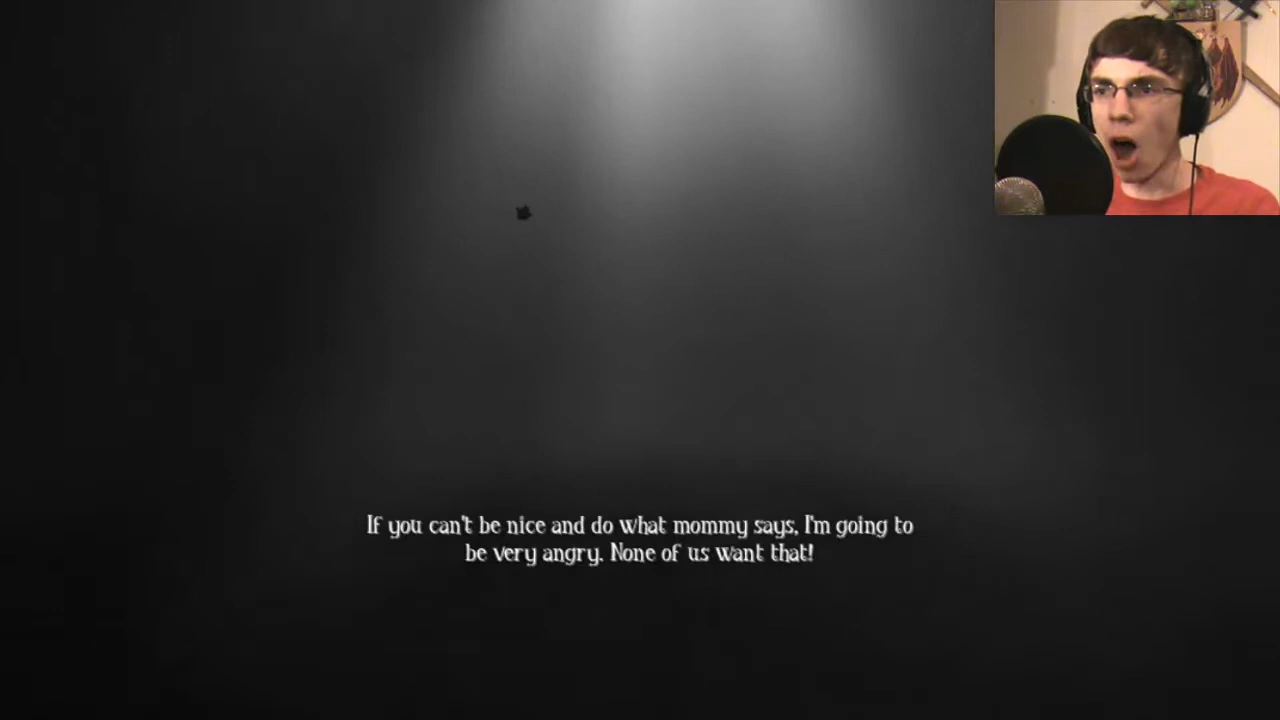 If you can't be nice and do what mommy says, I'm going to
be very angry. None of us want that!